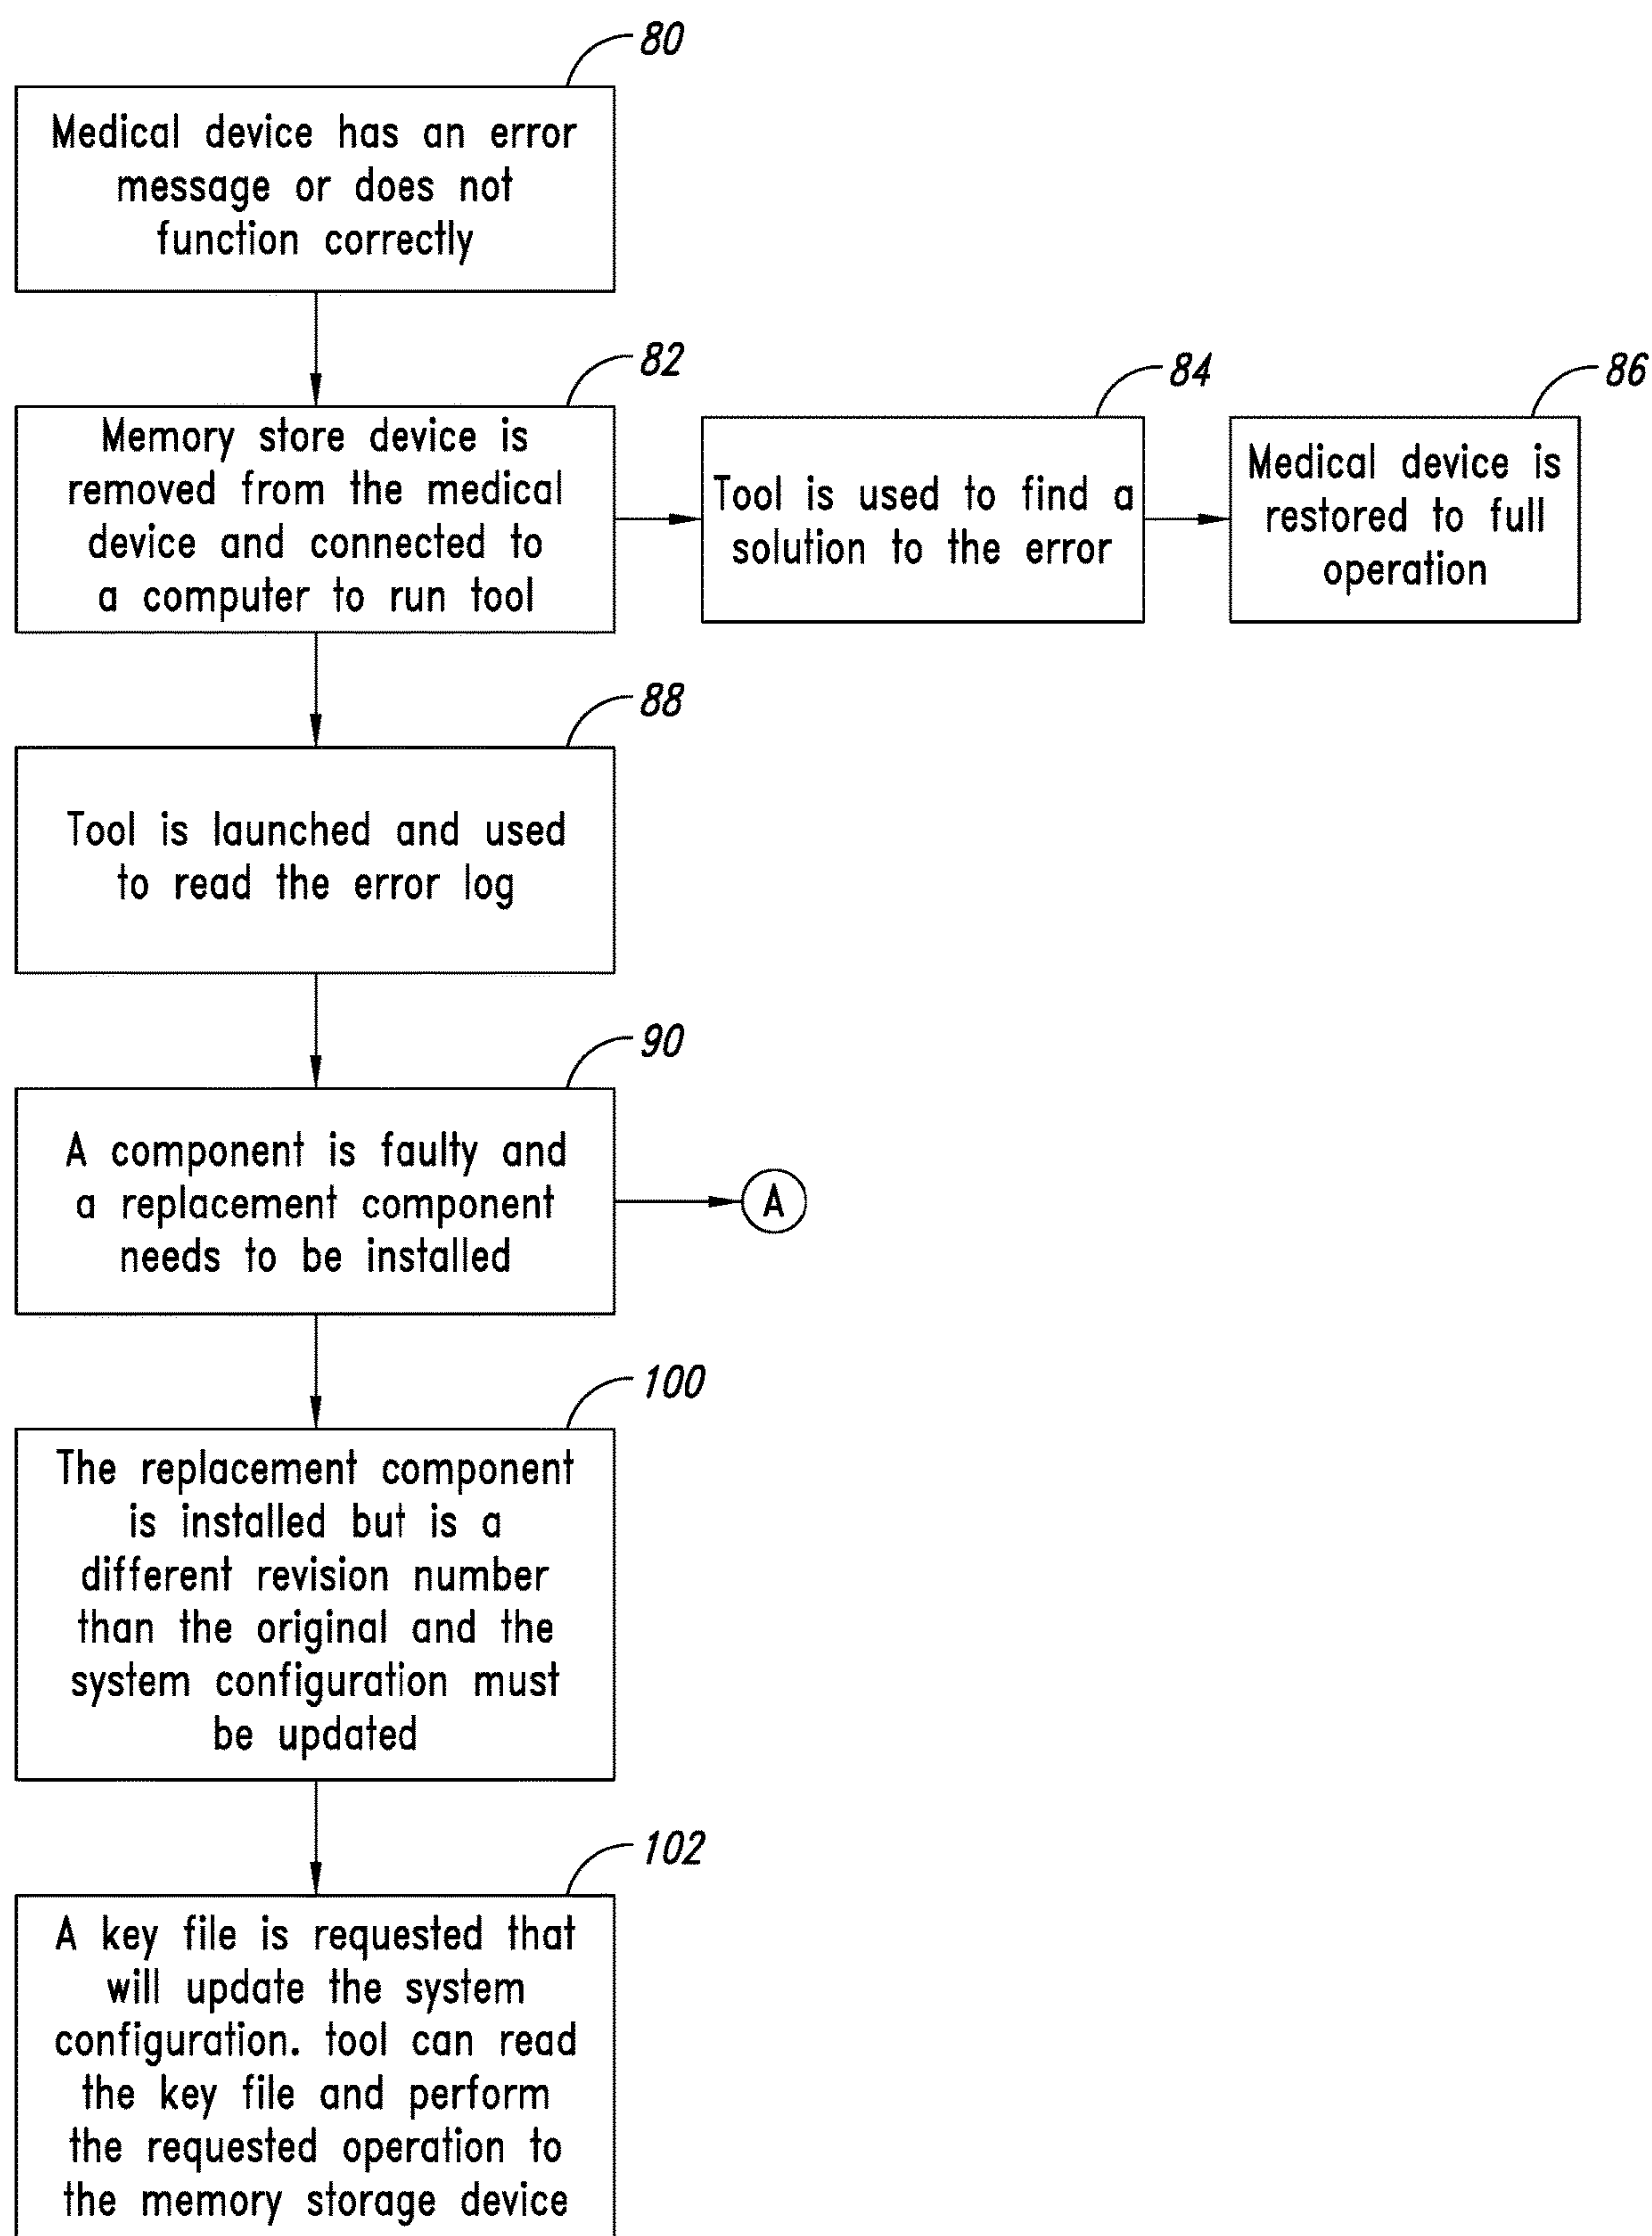 80
Medical device has an error
message or does not
function correctly
82
Memory store device is
removed from the medical
device and connected to
a computer to run tool
84
Tool is used to find a
solution to the error
86
Medical device is
restored to full
operation
88
Tool is launched and used
to read the error log
90
A component is faulty and
a replacement component
needs to be installed
A
100
The replacement component
is installed but is a
different revision number
than the original and the
system configuration must
be updated
102
A key file is requested that
will update the system
configuration. tool can read
the key file and perform
the requested operation to
the memory storage device